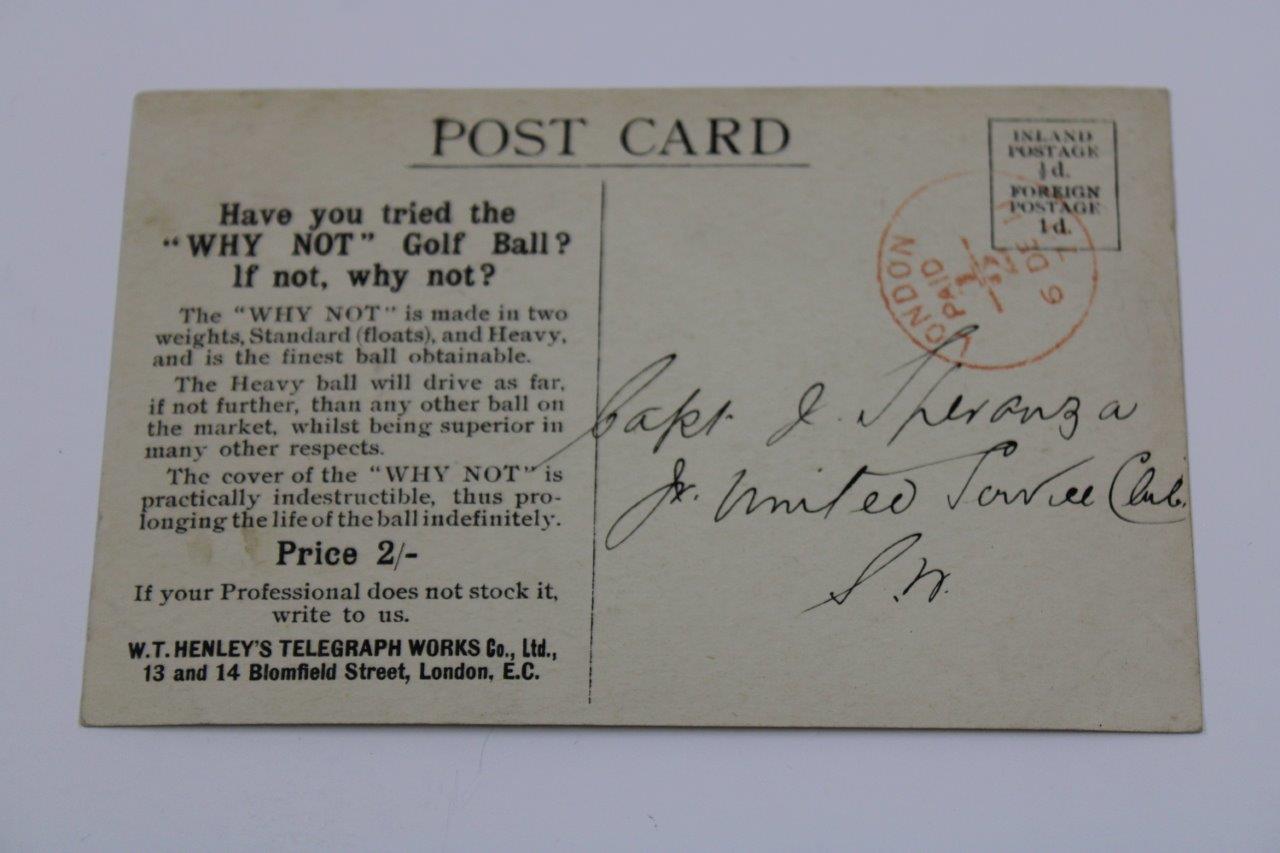 POST CARD
INLAND
POSTAGE
½d.
FOREIGN
POSTAGE
1d.
LONDON
PAID
9 DE 11
Have you tried the
“WHY NOT” Golf Ball?
If not, why not?
The “WHY NOT” is made in two
weights, Standard (floats), and Heavy,
and is the finest ball obtainable.
The Heavy ball will drive as far,
if not further, than any other ball on
the market, whilst being superior in
many other respects.
The cover of the “WHY NOT” is
practically indestructible, thus pro-
longing the life of the ball indefinitely.
Price 2/-
If your Professional does not stock it,
write to us.
W.T. HENLEY'S TELEGRAPH WORKS Co., Ltd.,
13 and 14 Blomfield Street, London, E.C.
Capt. J. Speranza
Jr. United Service Club.
S.W.